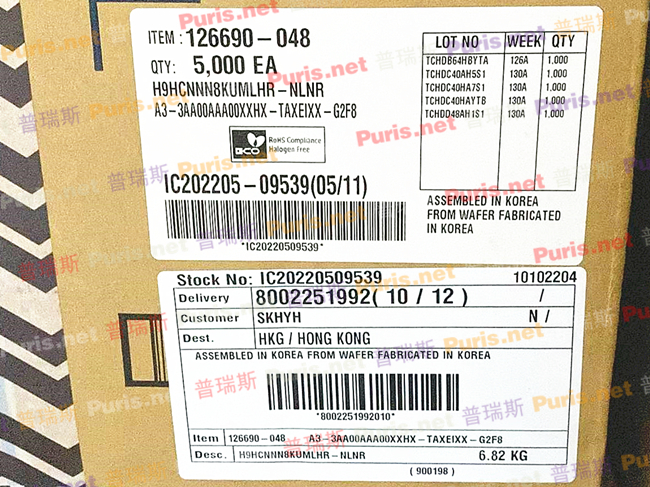 ITEM : 126690-048
QTY: 5,000 EA
H9HCNNN8KUMLHR-NLNR
A3-3AA00AAA00XXHX-TAXEIXX-G2F8
ECO
RoHS Compliance
Halogen Free
IC202205-09539(05/11)
*IC20220509539*
LOT NO WEEK QTY
TCHDB64HBYTA 126A 1,000
TCHDC40AH5S1 130A 1,000
TCHDC40HA7S1 130A 1,000
TCHDC40HAYTB 130A 1,000
TCHDD48AH1S1 130A 1,000
ASSEMBLED IN KOREA
FROM WAFER FABRICATED
IN KOREA
Stock No: IC20220509539 10102204
Delivery 8002251992( 10 / 12 ) /
Customer SKHYH N /
Dest. HKG / HONG KONG
ASSEMBLED IN KOREA FROM WAFER FABRICATED IN KOREA
*8002251992010*
Item 126690-048 A3-3AA00AAA00XXHX-TAXEIXX-G2F8
Desc. H9HCNNN8KUMLHR-NLNR 6.82 KG
( 900198 )
Puris.net
普瑞斯